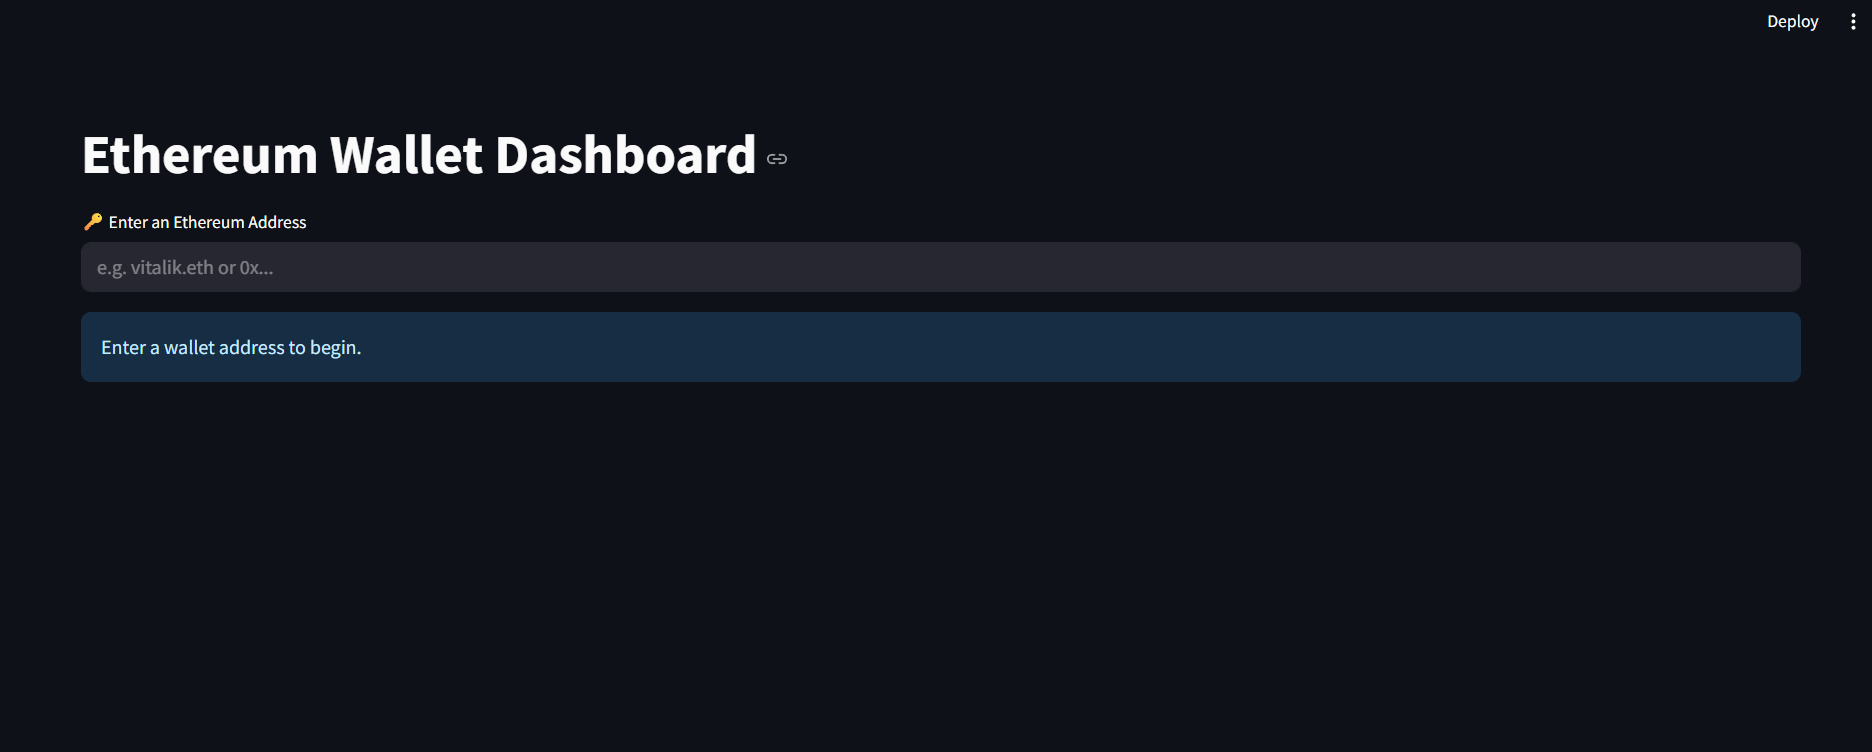 Deploy
Ethereum Wallet Dashboard
🔑 Enter an Ethereum Address
e.g. vitalik.eth or 0x...
Enter a wallet address to begin.